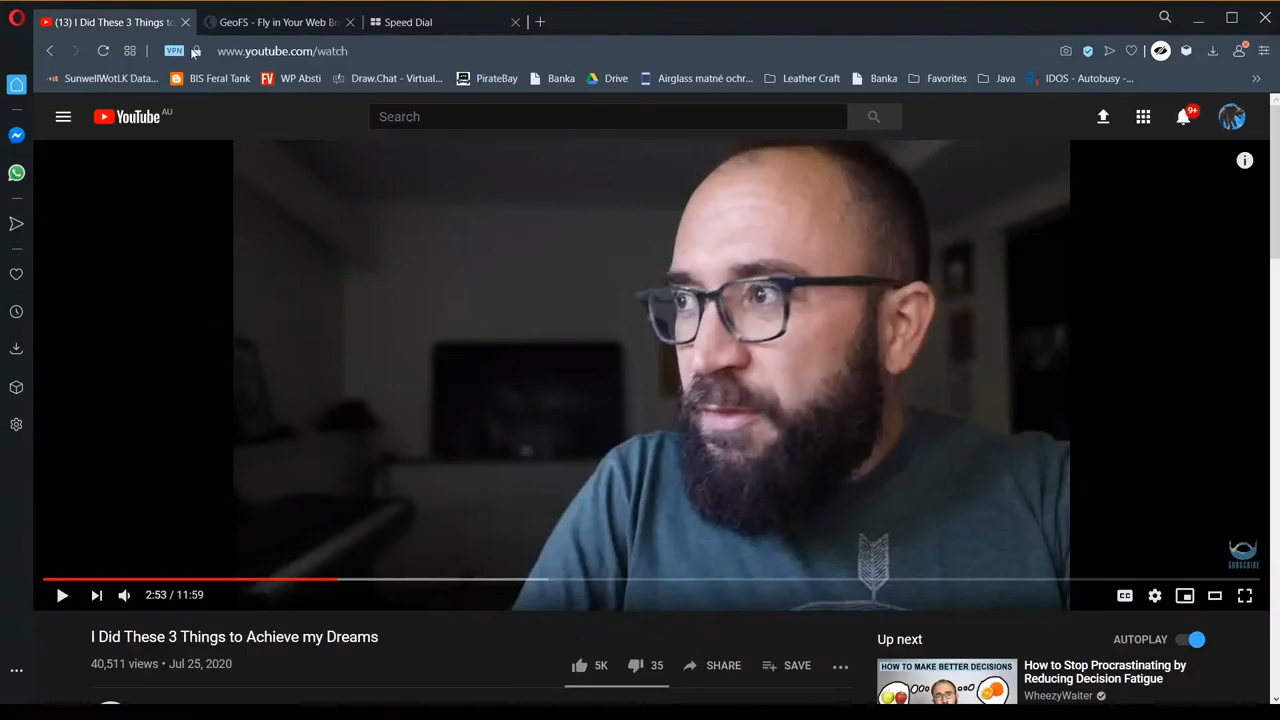 (13) I Did These 3 Things to
GeoFS - Fly in Your Web Br
Speed Dial
VPN
www.youtube.com/watch
SunwellWotLK Data...
BIS Feral Tank
FV
WP Absti
Draw.Chat - Virtual...
PirateBay
Banka
Drive
Airglass matné ochr...
Leather Craft
Banka
Favorites
Java
IDOS - Autobusy -...
YouTube AU
Search
9+
SUBSCRIBE
2:53 / 11:59
CC
I Did These 3 Things to Achieve my Dreams
40,511 views • Jul 25, 2020
5K
35
SHARE
SAVE
Up next
AUTOPLAY
HOW TO MAKE BETTER DECISIONS
How to Stop Procrastinating by
Reducing Decision Fatigue
WheezyWaiter